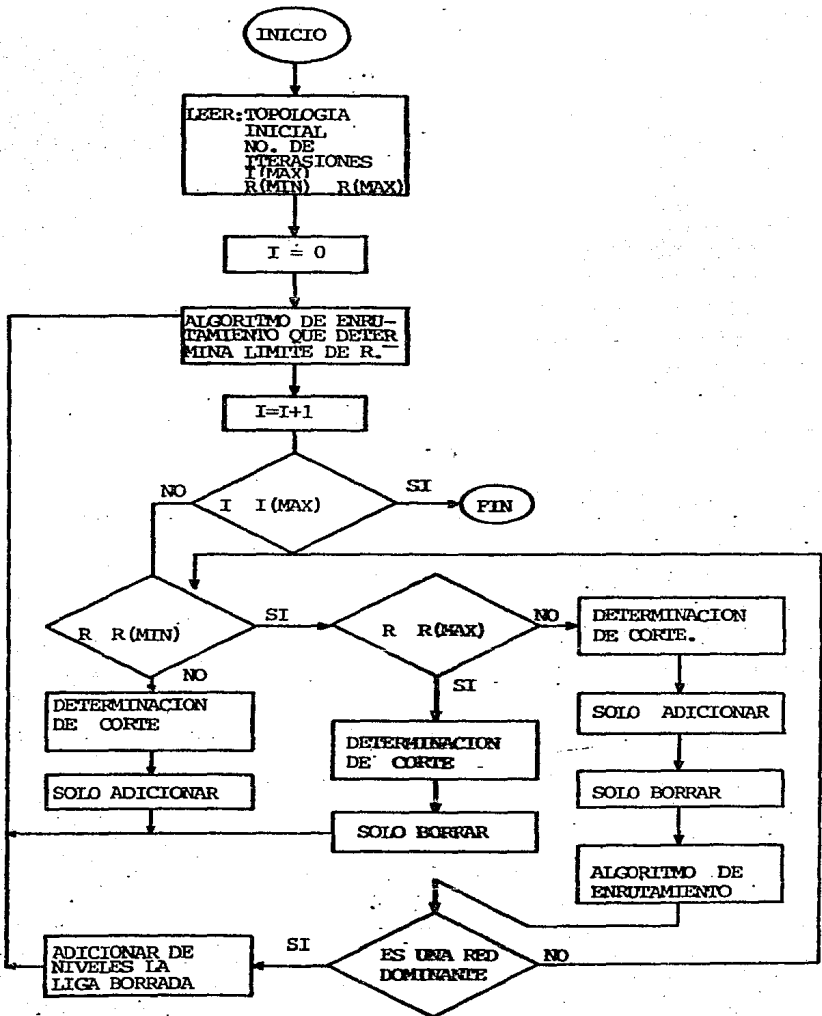 INICIO
LEER: TOPOLOGIA
INICIAL
NO. DE
ITERASIONES
I(MAX)
R(MIN) R(MAX)
I = 0
ALGORITMO DE ENRU-
TAMIENTO QUE DETER
MINA LIMITE DE R.
I=I+1
I I(MAX)
NO
SI
FIN
R R(MIN)
SI
NO
R R(MAX)
NO
SI
DETERMINACION
DE CORTE.
SOLO ADICIONAR
SOLO BORRAR
ALGORITMO DE
ENRUTAMIENTO
DETERMINACION
DE CORTE
SOLO ADICIONAR
DETERMINACION
DE CORTE
SOLO BORRAR
ES UNA RED
DOMINANTE
SI
NO
ADICIONAR DE
NIVELES LA
LIGA BORRADA